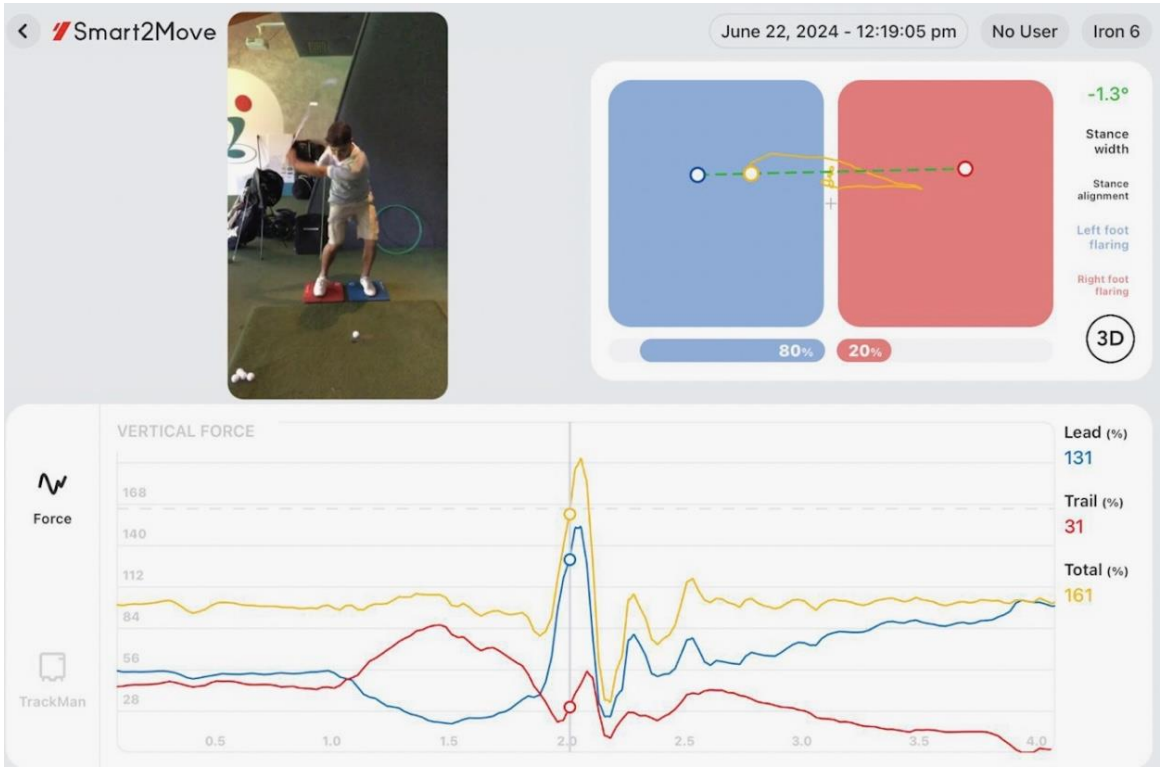 Smart2Move
June 22, 2024 - 12:19:05 pm
No User
Iron 6
-1.3°
Stance
width
Stance
alignment
Left foot
flaring
Right foot
flaring
3D
80%
20%
VERTICAL FORCE
Force
TrackMan
168
140
112
84
56
28
0.5
1.0
1.5
2.0
2.5
3.0
3.5
4.0
Lead (%)
131
Trail (%)
31
Total (%)
161